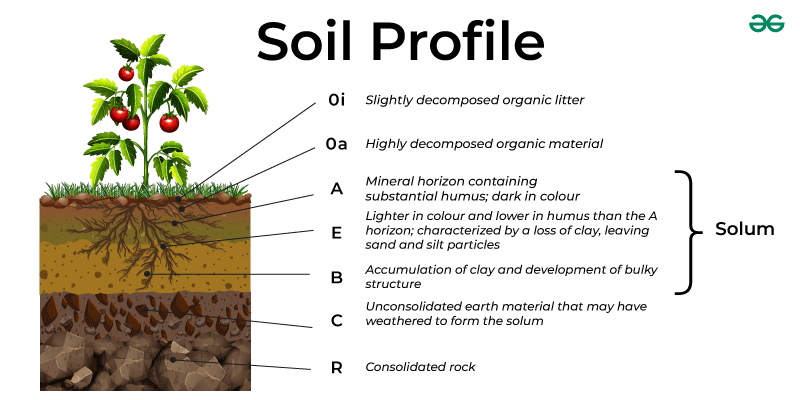 Soil Profile
0i
Slightly decomposed organic litter
0a
Highly decomposed organic material
A
Mineral horizon containing
substantial humus; dark in colour
E
Lighter in colour and lower in humus than the A
horizon; characterized by a loss of clay, leaving
sand and silt particles
Solum
B
Accumulation of clay and development of bulky
structure
C
Unconsolidated earth material that may have
weathered to form the solum
R
Consolidated rock